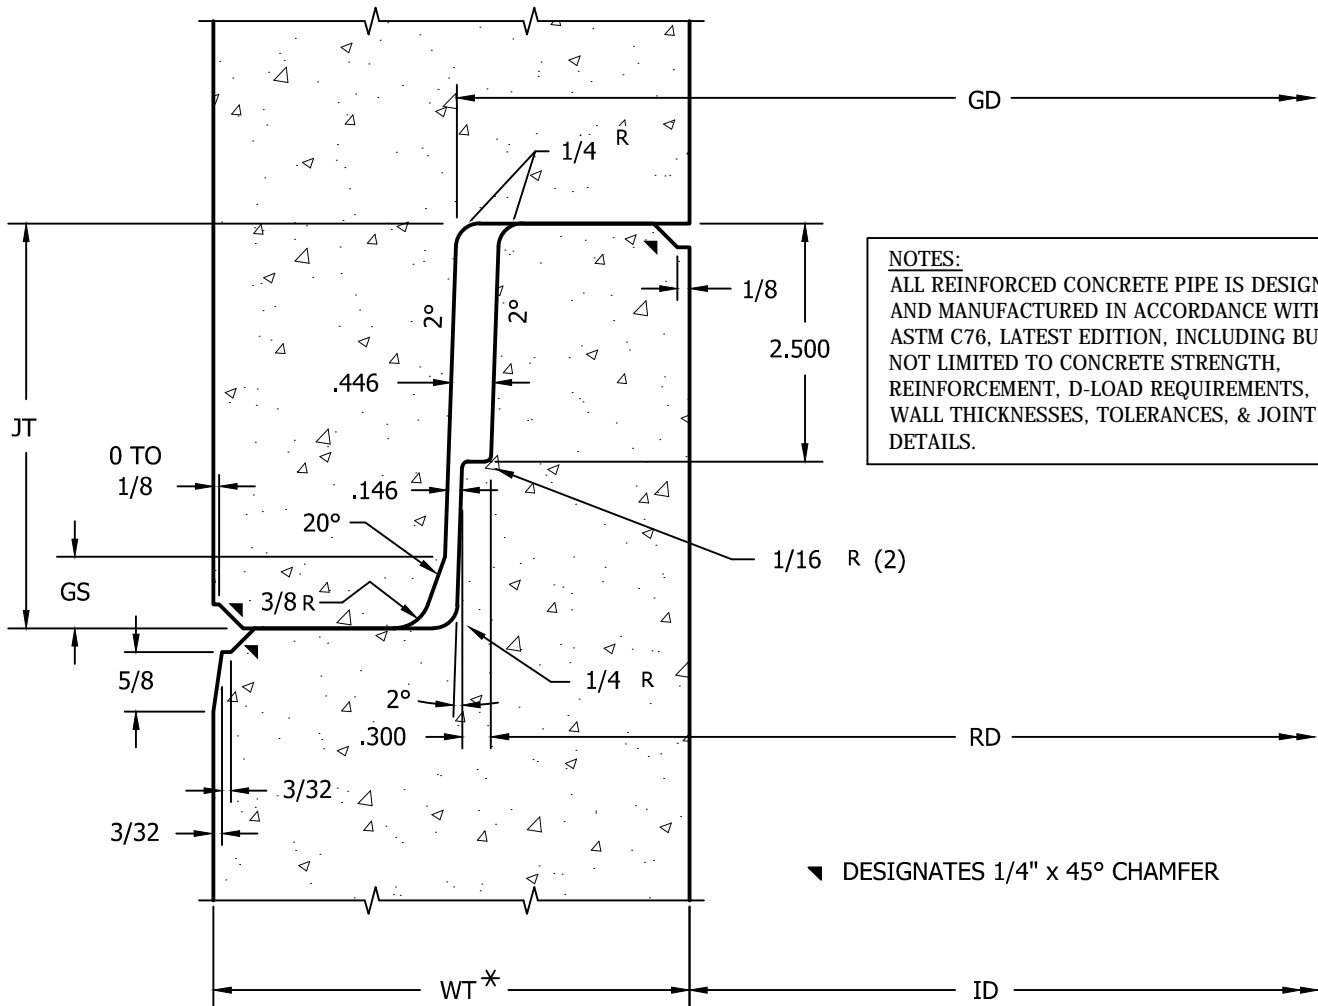 GD
1/4 R
NOTES:
ALL REINFORCED CONCRETE PIPE IS DESIGN
AND MANUFACTURED IN ACCORDANCE WITH
ASTM C76, LATEST EDITION, INCLUDING BU
NOT LIMITED TO CONCRETE STRENGTH,
REINFORCEMENT, D-LOAD REQUIREMENTS,
WALL THICKNESSES, TOLERANCES, & JOINT
DETAILS.
1/8
2°
2°
2.500
.446
JT
0 TO
1/8
.146
20°
1/16 R (2)
GS
3/8 R
5/8
1/4 R
2°
.300
RD
3/32
3/32
DESIGNATES 1/4" x 45° CHAMFER
WT*
ID